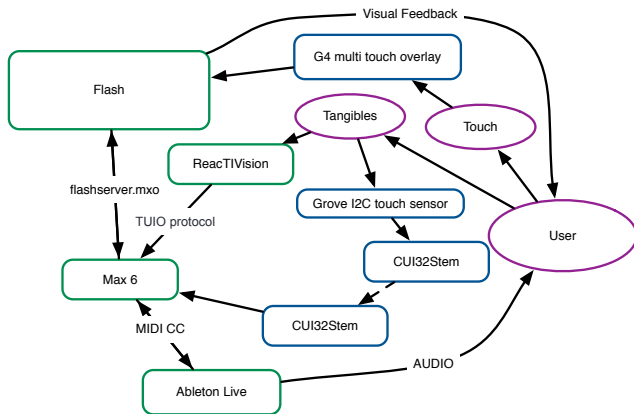 Visual Feedback
G4 multi touch overlay
Flash
Tangibles
Touch
ReacTIVision
flashserver.mxo
Grove I2C touch sensor
TUIO protocol
User
CUI32Stem
Max 6
CUI32Stem
MIDI CC
AUDIO
Ableton Live